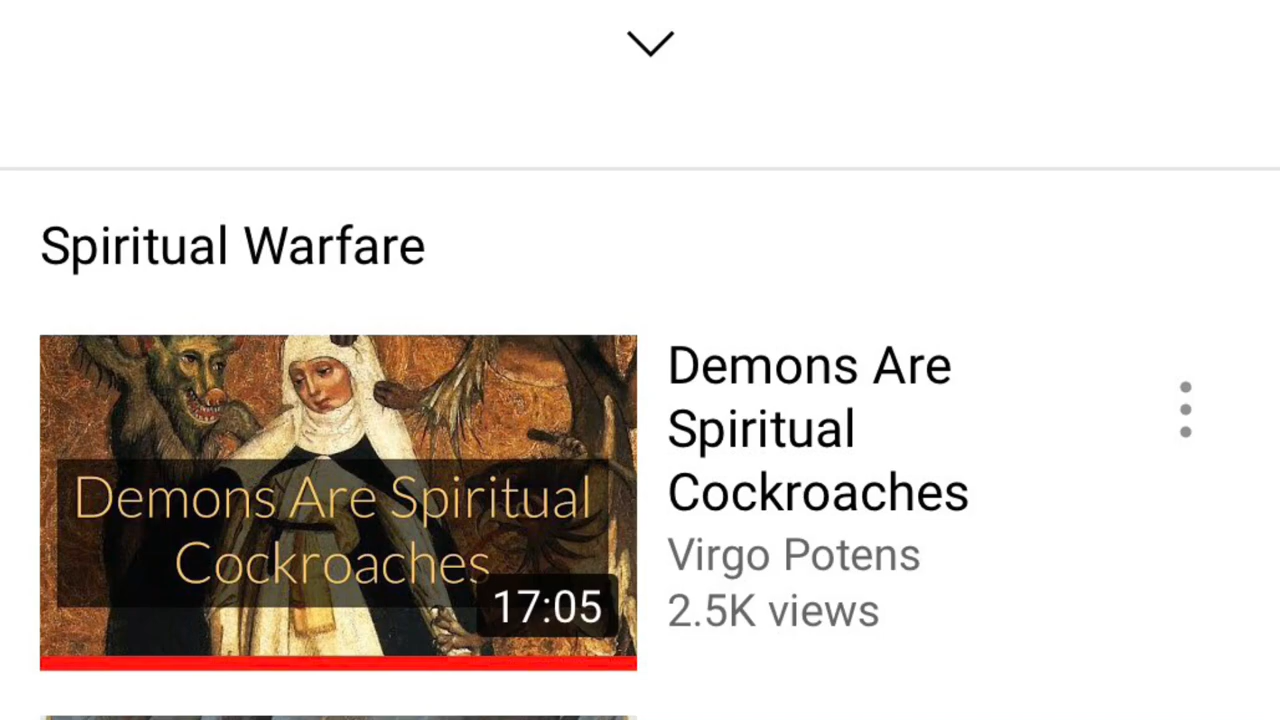 Spiritual Warfare
Demons Are Spiritual
Cockroaches
17:05
Demons Are
Spiritual
Cockroaches
Virgo Potens
2.5K views